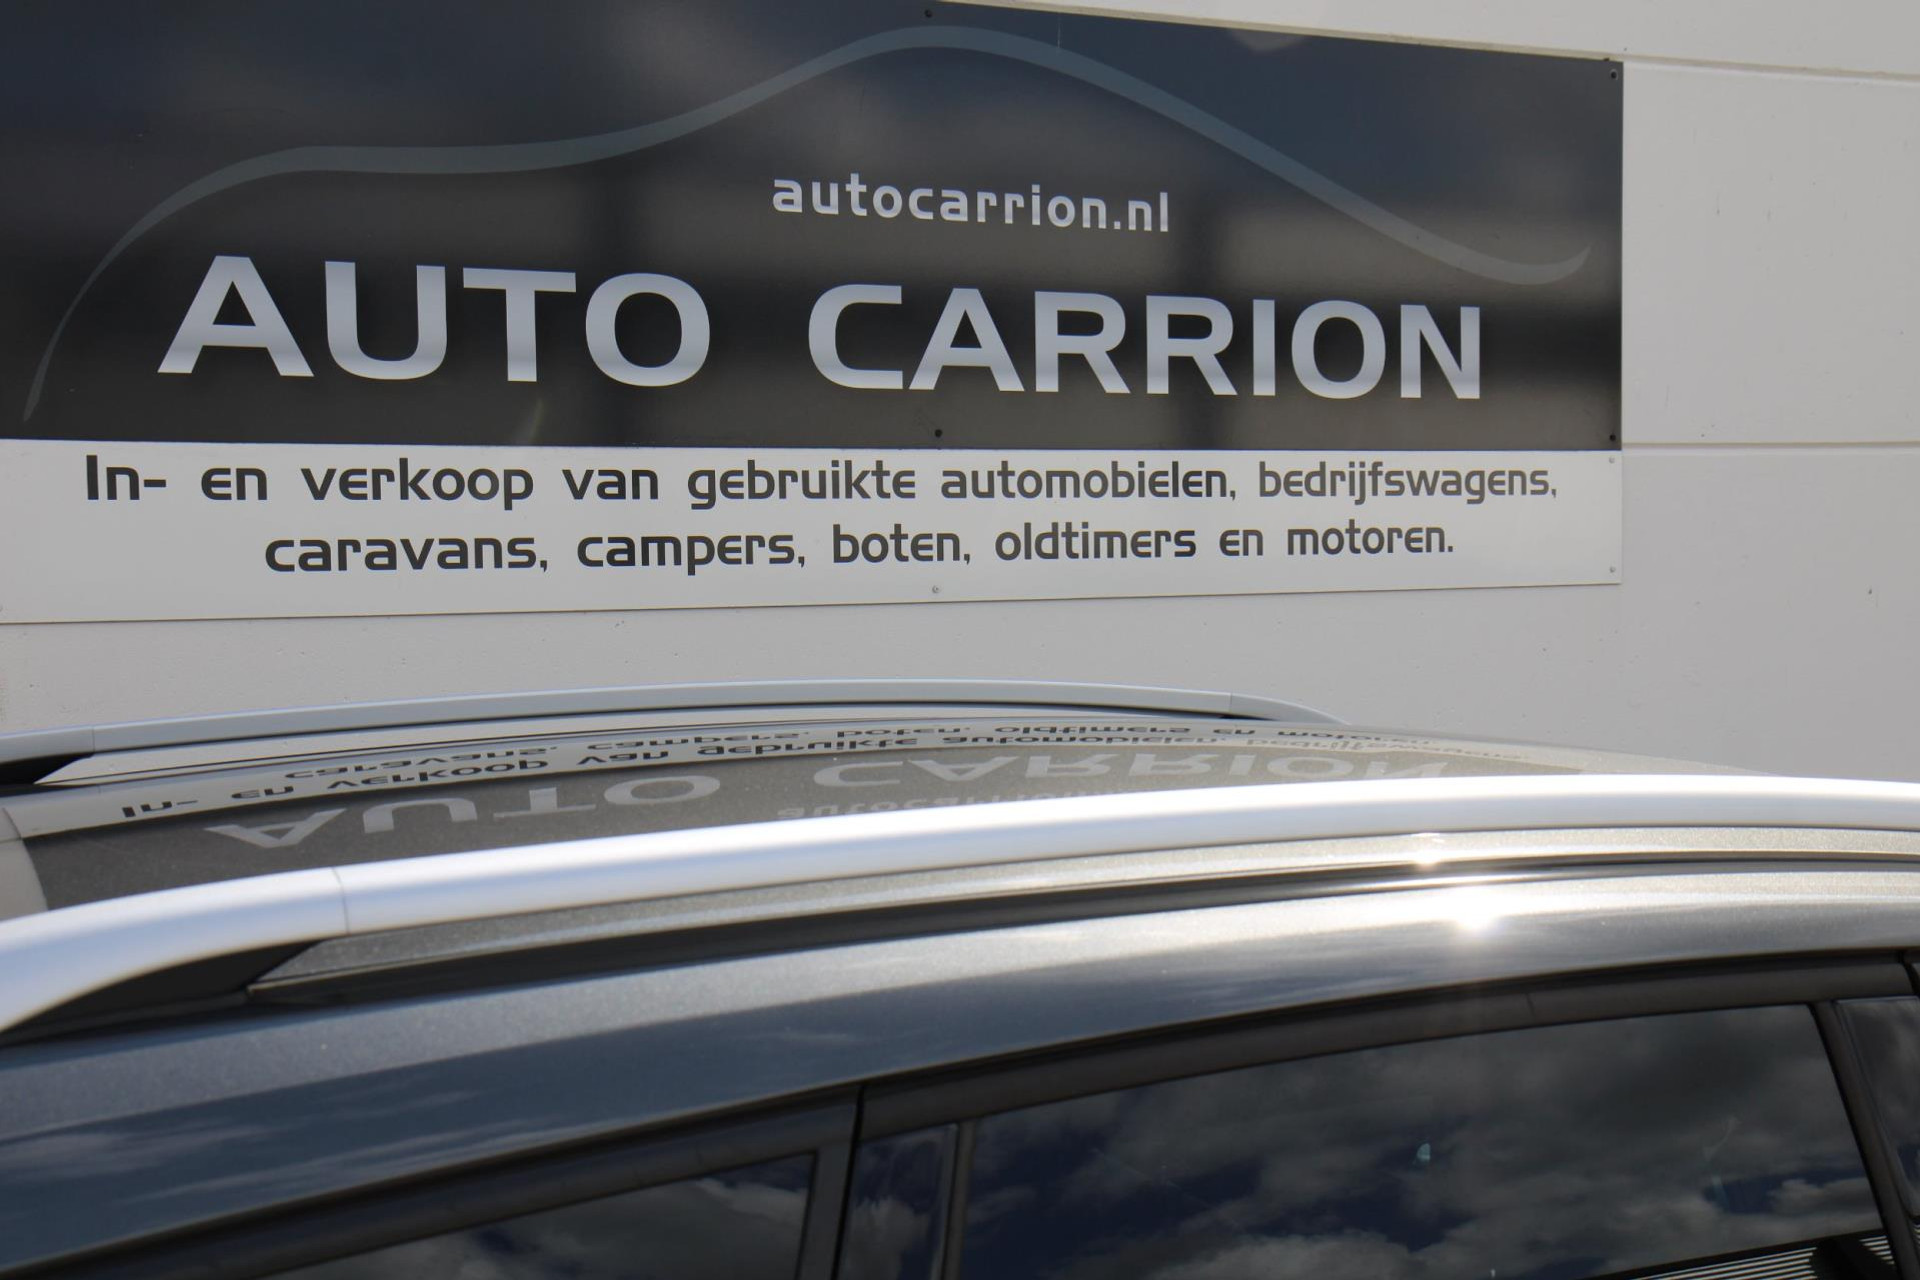 autocarrion.nl
AUTO CARRION
In- en verkoop van gebruikte automobielen, bedrijfswagens,
caravans, campers, boten, oldtimers en motoren.